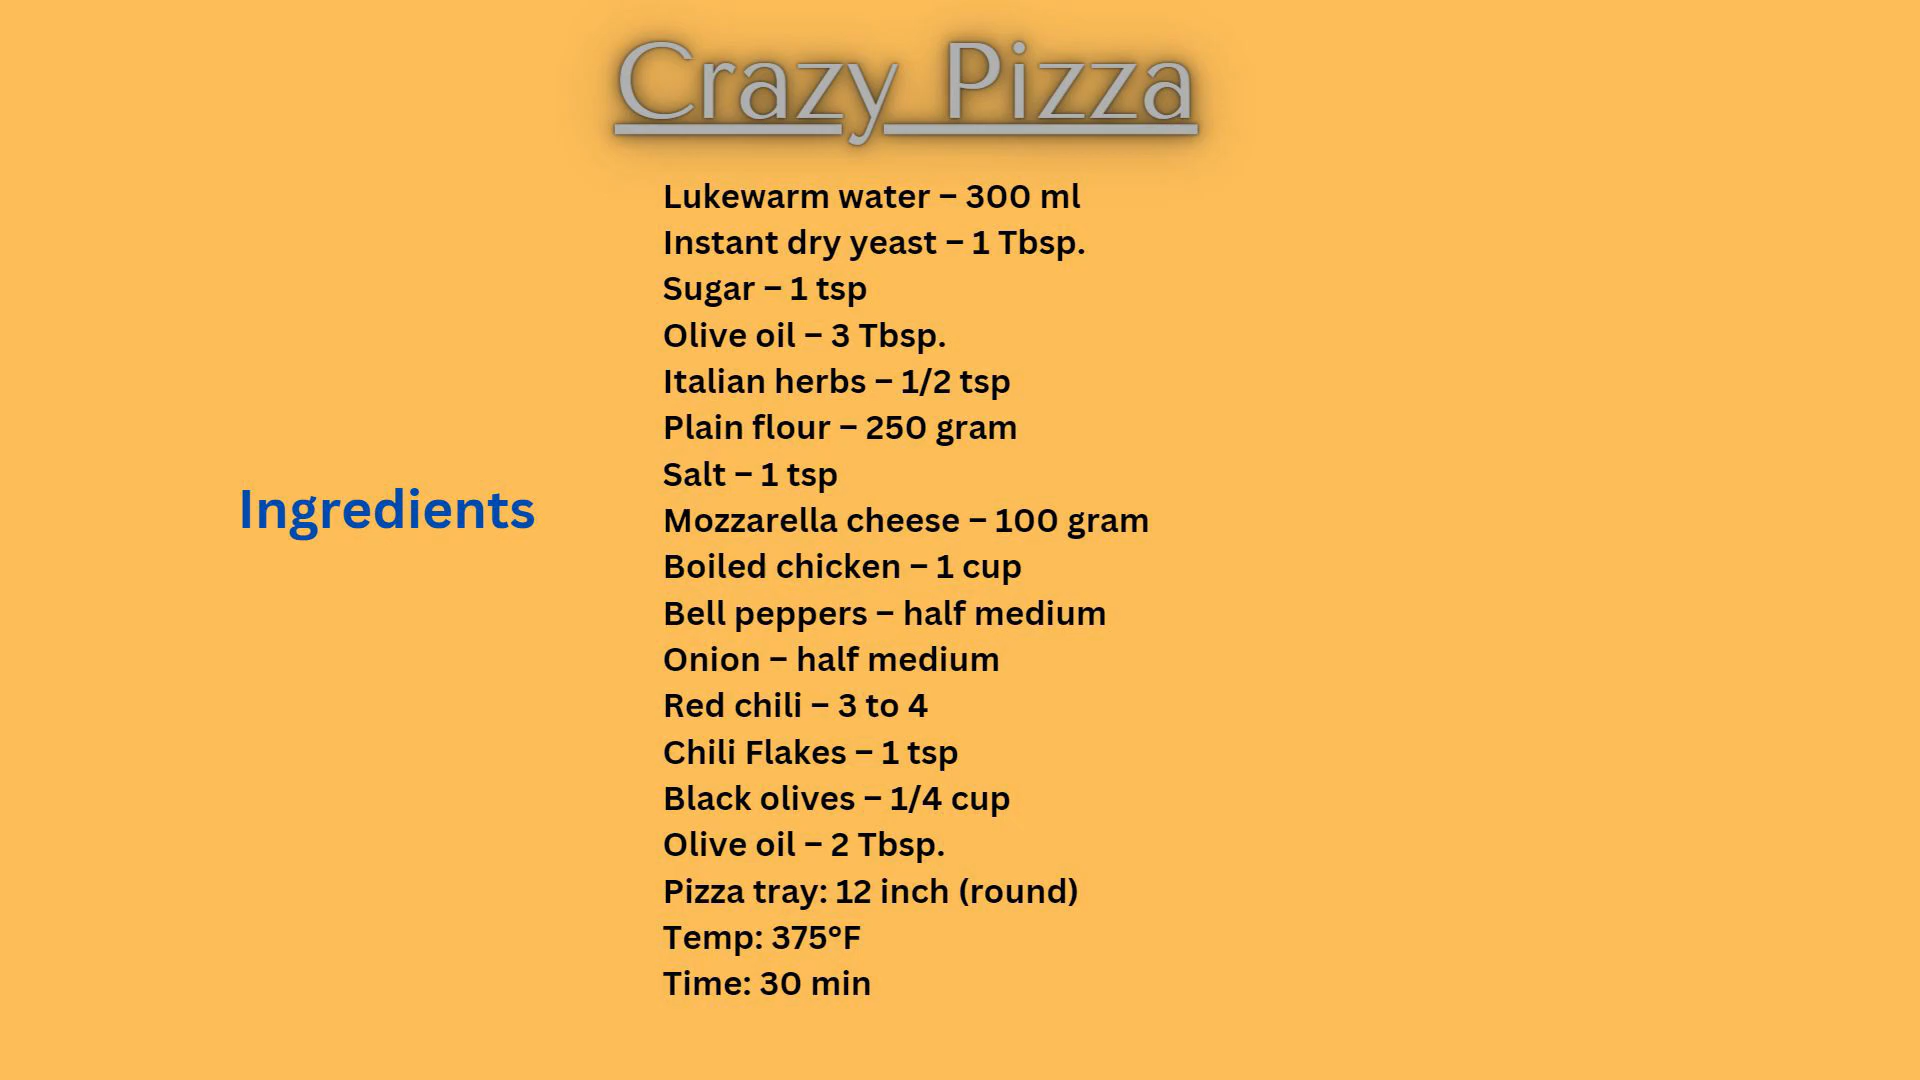 Crazy Pizza
Ingredients
Lukewarm water – 300 ml
Instant dry yeast – 1 Tbsp.
Sugar – 1 tsp
Olive oil – 3 Tbsp.
Italian herbs – 1/2 tsp
Plain flour – 250 gram
Salt – 1 tsp
Mozzarella cheese – 100 gram
Boiled chicken – 1 cup
Bell peppers – half medium
Onion – half medium
Red chili – 3 to 4
Chili Flakes – 1 tsp
Black olives – 1/4 cup
Olive oil – 2 Tbsp.
Pizza tray: 12 inch (round)
Temp: 375°F
Time: 30 min